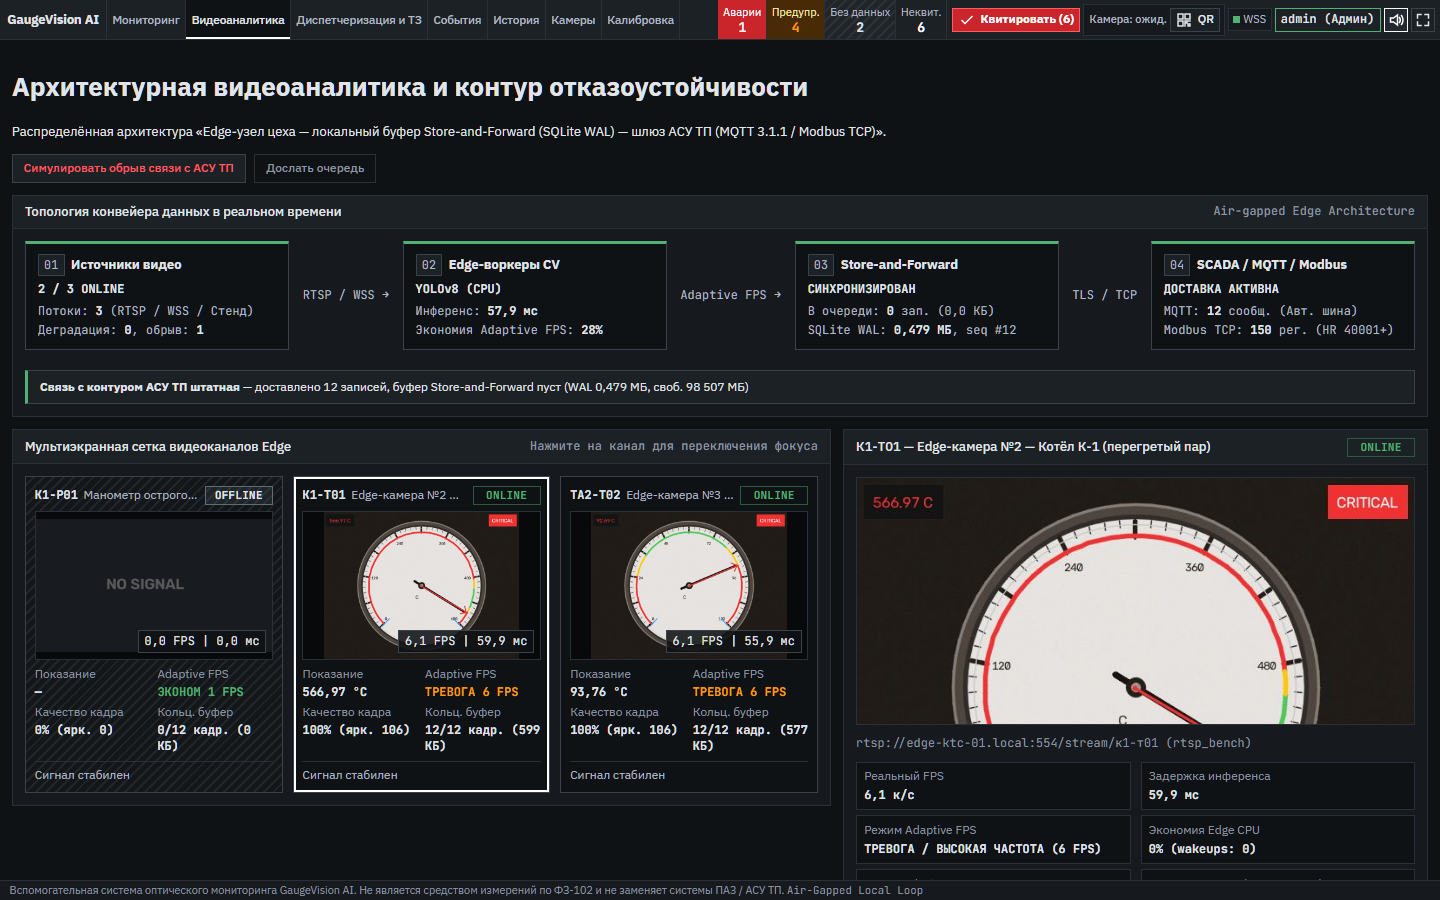 GaugeVision AI
Мониторинг
Видеоаналитика
Диспетчеризация и ТЗ
События
История
Камеры
Калибровка
Аварии
1
Предупр.
4
Без данных
2
Неквит.
6
Квитировать (6)
Камера: ожид.
QR
WSS
admin (Админ)
Архитектурная видеоаналитика и контур отказоустойчивости
Распределённая архитектура «Edge-узел цеха — локальный буфер Store-and-Forward (SQLite WAL) — шлюз АСУ ТП (MQTT 3.1.1 / Modbus TCP)».
Симулировать обрыв связи с АСУ ТП
Дослать очередь
Топология конвейера данных в реальном времени
Air-gapped Edge Architecture
01 Источники видео
2 / 3 ONLINE
Потоки: 3 (RTSP / WSS / Стенд)
Деградация: 0, обрыв: 1
RTSP / WSS →
02 Edge-воркеры CV
YOLOv8 (CPU)
Инференс: 57,9 мс
Экономия Adaptive FPS: 28%
Adaptive FPS →
03 Store-and-Forward
СИНХРОНИЗИРОВАН
В очереди: 0 зап. (0,0 КБ)
SQLite WAL: 0,479 МБ, seq #12
TLS / TCP
04 SCADA / MQTT / Modbus
ДОСТАВКА АКТИВНА
MQTT: 12 сообщ. (Авт. шина)
Modbus TCP: 150 рег. (HR 40001+)
Связь с контуром АСУ ТП штатная — доставлено 12 записей, буфер Store-and-Forward пуст (WAL 0,479 МБ, своб. 98 507 МБ)
Мультиэкранная сетка видеоканалов Edge
Нажмите на канал для переключения фокуса
K1-P01 Манометр острого... OFFLINE
NO SIGNAL
0,0 FPS | 0,0 мс
Показание
—
Adaptive FPS
ЭКОНОМ 1 FPS
Качество кадра
0% (ярк. 0)
Кольц. буфер
0/12 кадр. (0
КБ)
Сигнал стабилен
K1-T01 Edge-камера №2 ... ONLINE
566.97 C
CRITICAL
240
360
120
480
C
6,1 FPS | 59,9 мс
Показание
566,97 °C
Adaptive FPS
ТРЕВОГА 6 FPS
Качество кадра
100% (ярк. 106)
Кольц. буфер
12/12 кадр. (599
КБ)
Сигнал стабилен
TA2-T02 Edge-камера №3 ... ONLINE
CRITICAL
48
72
24
96
C
6,1 FPS | 55,9 мс
Показание
93,76 °C
Adaptive FPS
ТРЕВОГА 6 FPS
Качество кадра
100% (ярк. 106)
Кольц. буфер
12/12 кадр. (577
КБ)
Сигнал стабилен
K1-T01 — Edge-камера №2 — Котёл К-1 (перегретый пар)
ONLINE
566.97 C
CRITICAL
240
360
120
480
C
rtsp://edge-ktc-01.local:554/stream/к1-т01 (rtsp_bench)
Реальный FPS
6,1 к/с
Задержка инференса
59,9 мс
Режим Adaptive FPS
ТРЕВОГА / ВЫСОКАЯ ЧАСТОТА (6 FPS)
Экономия Edge CPU
0% (wakeups: 0)
Вспомогательная система оптического мониторинга GaugeVision AI. Не является средством измерений по ФЗ-102 и не заменяет системы ПАЗ / АСУ ТП. Air-Gapped Local Loop